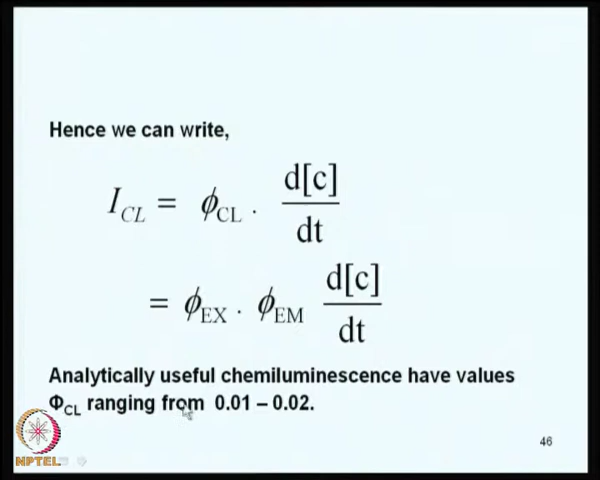 Hence we can write,
I_CL = ϕ_CL · d[c]/dt
= ϕ_EX · ϕ_EM d[c]/dt
Analytically useful chemiluminescence have values
Φ_CL ranging from 0.01 – 0.02.
46
NPTEL